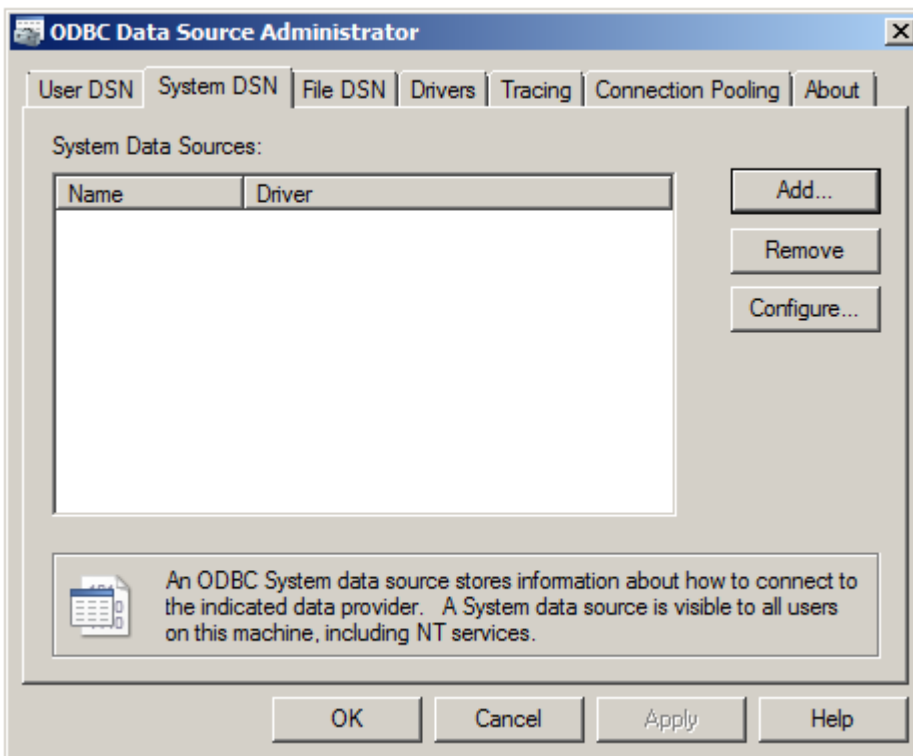 ODBC Data Source Administrator
User DSN System DSN File DSN Drivers Tracing Connection Pooling About
System Data Sources:
Name Driver
Add...
Remove
Configure...
An ODBC System data source stores information about how to connect to
the indicated data provider. A System data source is visible to all users
on this machine, including NT services.
OK Cancel Apply Help